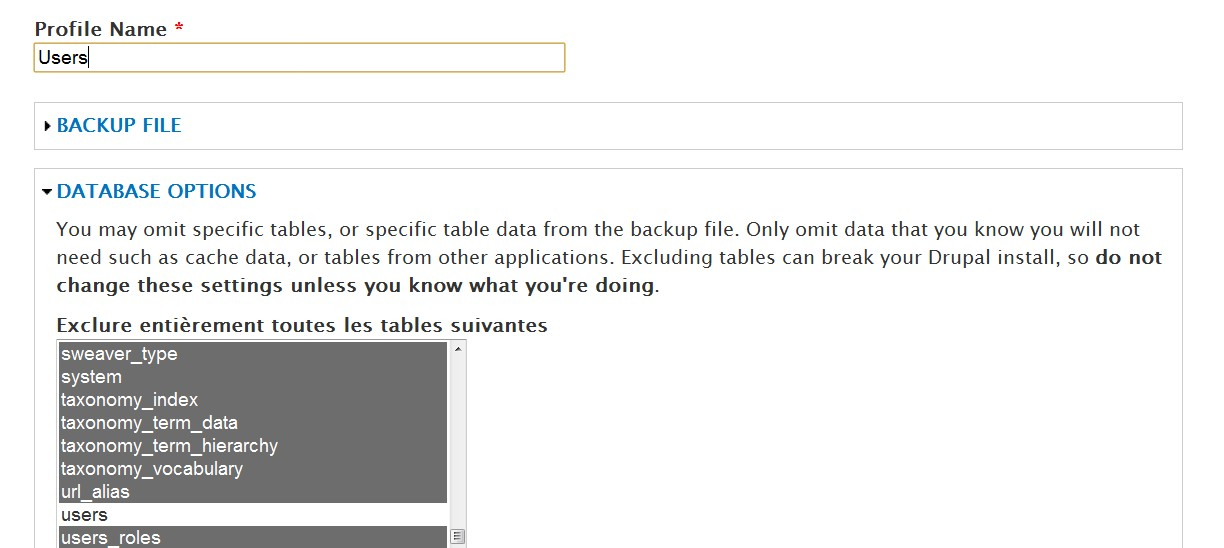 Profile Name *
Users
BACKUP FILE
DATABASE OPTIONS
You may omit specific tables, or specific table data from the backup file. Only omit data that you know you will not
need such as cache data, or tables from other applications. Excluding tables can break your Drupal install, so do not
change these settings unless you know what you're doing.
Exclure entièrement toutes les tables suivantes
sweaver_type
system
taxonomy_index
taxonomy_term_data
taxonomy_term_hierarchy
taxonomy_vocabulary
url_alias
users
users_roles